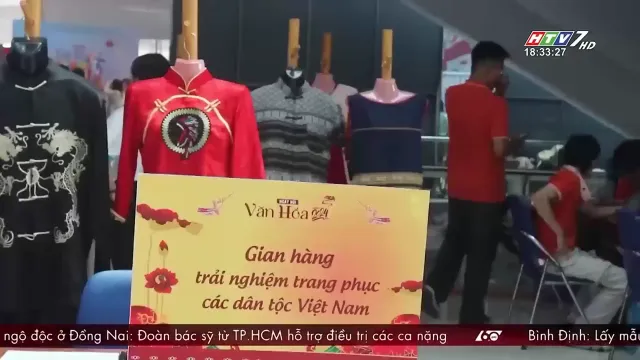 HTV7 HD
18:33:27
NGÀY HỘI
Văn Hóa 2024
Gian hàng
trải nghiệm trang phục
các dân tộc Việt Nam
ngộ độc ở Đồng Nai: Đoàn bác sỹ từ TP.HCM hỗ trợ điều trị các ca nặng
Bình Định: Lấy mẫ